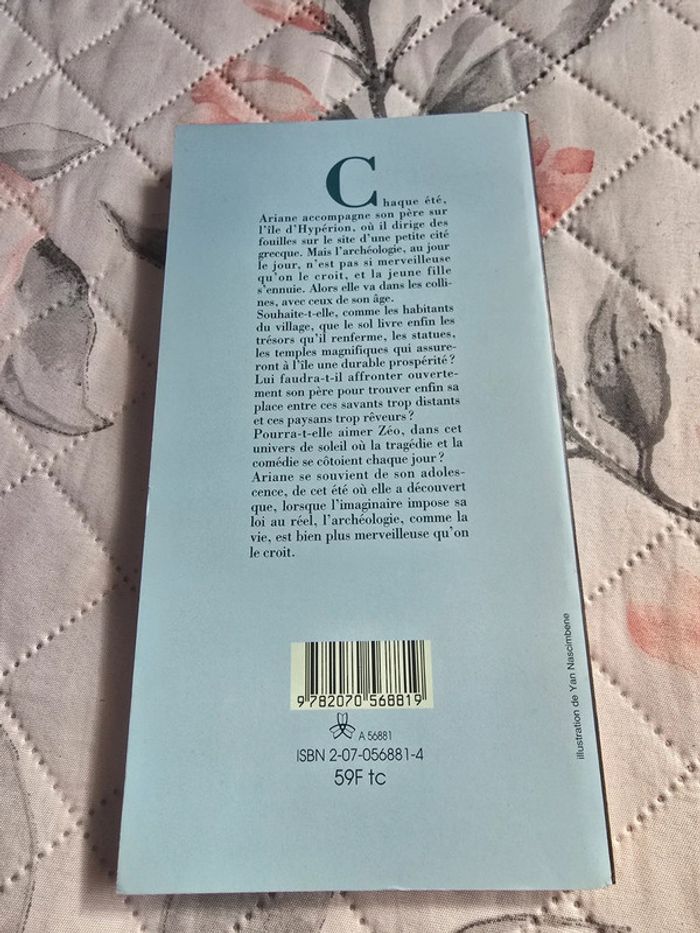 Chaque été,
Ariane accompagne son père sur
l'île d'Hypérion, où il dirige des
fouilles sur le site d'une petite cité
grecque. Mais l'archéologie, au jour
le jour, n'est pas si merveilleuse
qu'on le croit, et la jeune fille
s'ennuie. Alors elle va dans les colli-
nes, avec ceux de son âge.
Souhaite-t-elle, comme les habitants
du village, que le sol livre enfin les
trésors qu'il renferme, les statues,
les temples magnifiques qui assure-
ront à l'île une durable prospérité ?
Lui faudra-t-il affronter ouverte-
ment son père pour trouver enfin sa
place entre ces savants trop distants
et ces paysans trop rêveurs ?
Pourra-t-elle aimer Zéo, dans cet
univers de soleil où la tragédie et la
comédie se côtoient chaque jour ?
Ariane se souvient de son adoles-
cence, de cet été où elle a découvert
que, lorsque l'imaginaire impose sa
loi au réel, l'archéologie, comme la
vie, est bien plus merveilleuse qu'on
le croit.
illustration de Yan Nascimbene
9 782070 568819
A 56881
ISBN 2-07-056881-4
59F tc